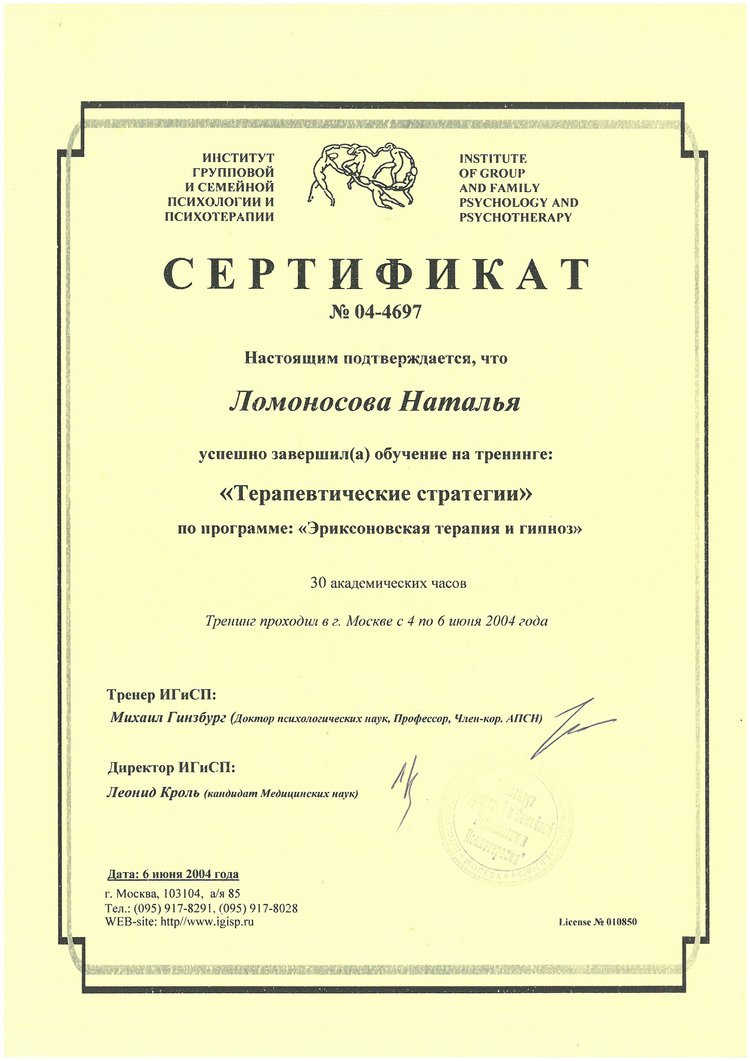 ИНСТИТУТ
ГРУППОВОЙ
И СЕМЕЙНОЙ
ПСИХОЛОГИИ И
ПСИХОТЕРАПИИ
INSTITUTE
OF GROUP
AND FAMILY
PSYCHOLOGY AND
PSYCHOTHERAPY
СЕРТИФИКАТ
№ 04-4697
Настоящим подтверждается, что
Ломоносова Наталья
успешно завершил(а) обучение на тренинге:
«Терапевтические стратегии»
по программе: «Эриксоновская терапия и гипноз»
30 академических часов
Тренинг проходил в г. Москве с 4 по 6 июня 2004 года
Тренер ИГиСП:
Михаил Гинзбург (Доктор психологических наук, Профессор, Член-кор. АПСН)
Директор ИГиСП:
Леонид Кроль (кандидат Медицинских наук)
Дата: 6 июня 2004 года
г. Москва, 103104, а/я 85
Тел.: (095) 917-8291, (095) 917-8028
WEB-site: http//www.igisp.ru
License № 010850